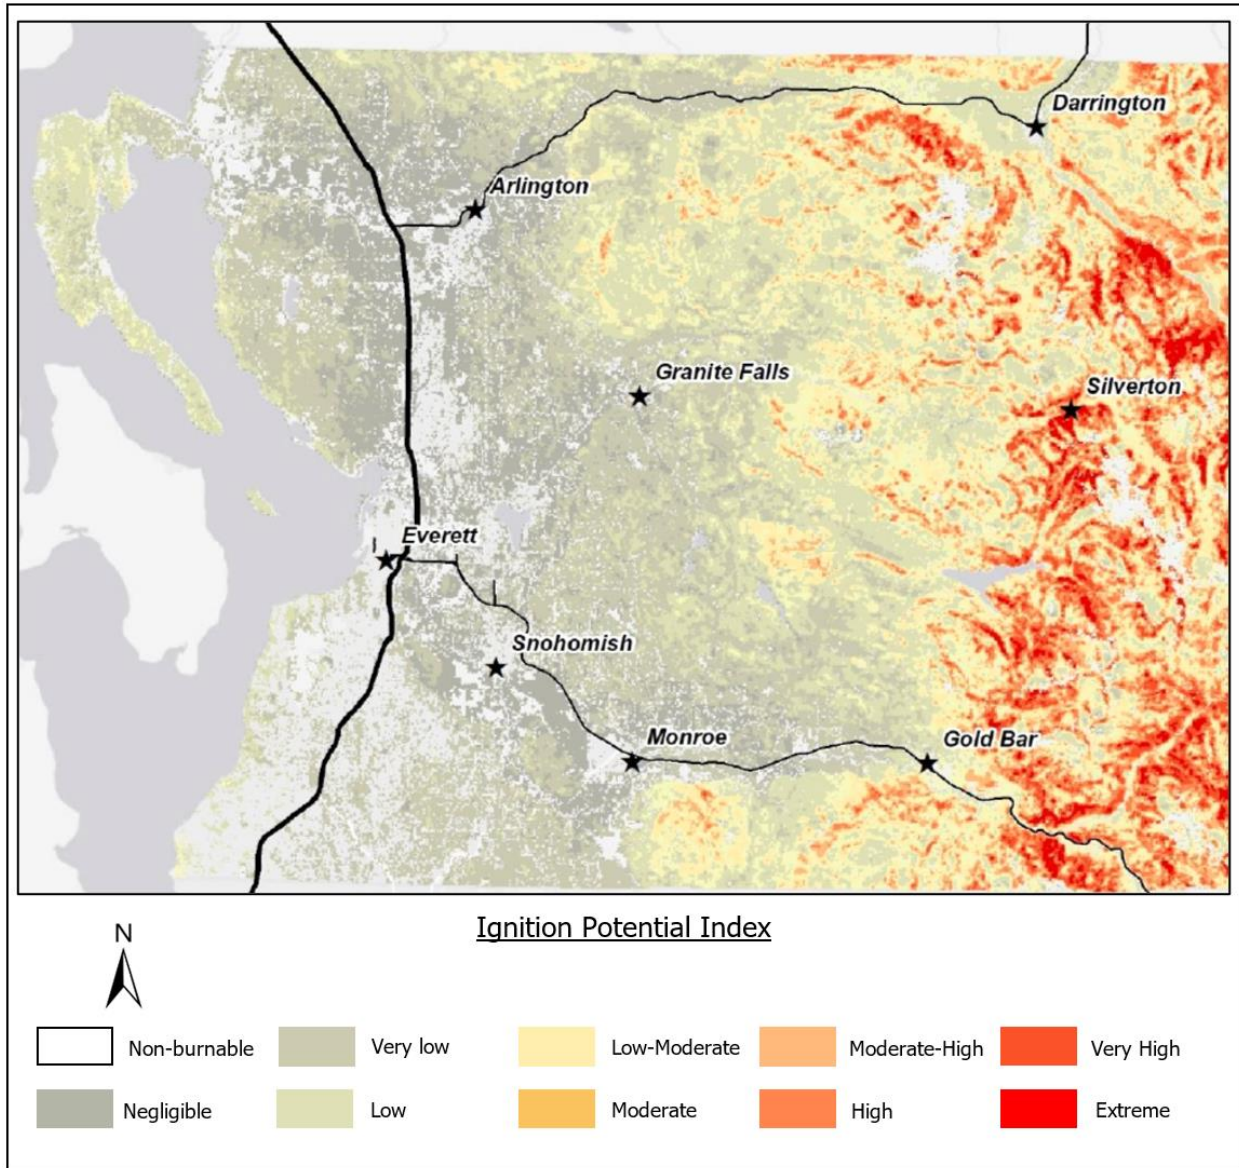 Darrington
Arlington
Granite Falls
Silverton
Everett
Snohomish
Monroe
Gold Bar
Ignition Potential Index
N
Non-burnable
Very low
Low-Moderate
Moderate-High
Very High
Negligible
Low
Moderate
High
Extreme